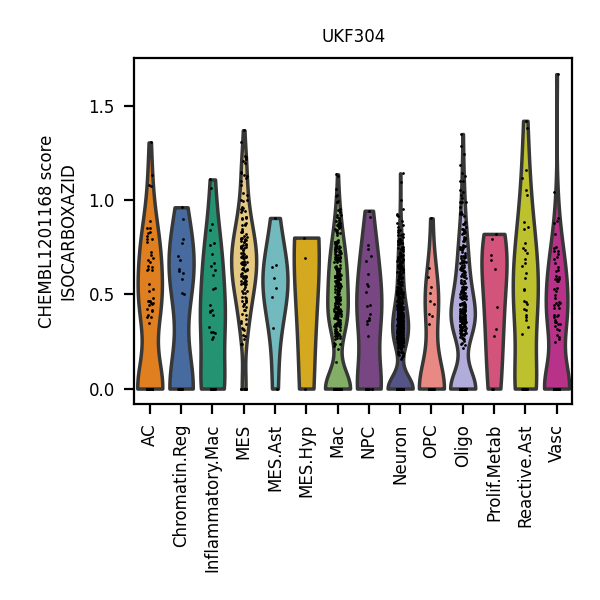 UKF304
CHEMBL1201168 score
ISOCARBOXAZID
1.5
1.0
0.5
0.0
AC
Chromatin.Reg
Inflammatory.Mac
MES
MES.Ast
MES.Hyp
Mac
NPC
Neuron
OPC
Oligo
Prolif.Metab
Reactive.Ast
Vasc